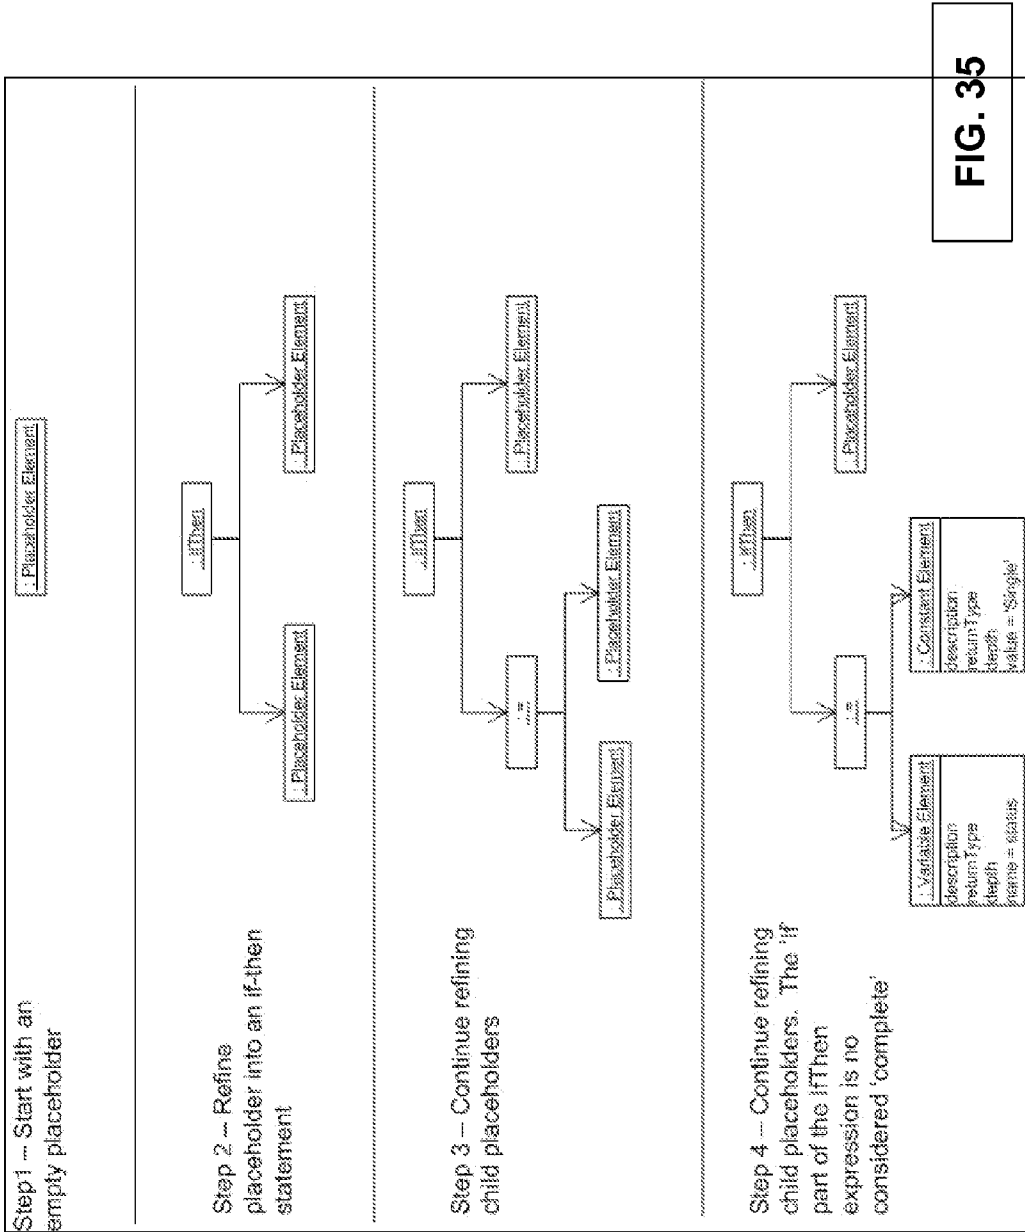 Step1 – Start with an
empty placeholder
: Placeholder Element
Step 2 – Refine
placeholder into an if-then
statement
: IfThen
: Placeholder Element
: Placeholder Element
Step 3 – Continue refining
child placeholders
: IfThen
: =
: Placeholder Element
: Placeholder Element
: Placeholder Element
Step 4 – Continue refining
child placeholders. The 'if'
part of the IfThen
expression is no
considered 'complete'
: IfThen
: =
: Placeholder Element
: Variable Element
description
returnType
depth
name = status
: Constant Element
description
returnType
depth
value = 'Single'
FIG. 35